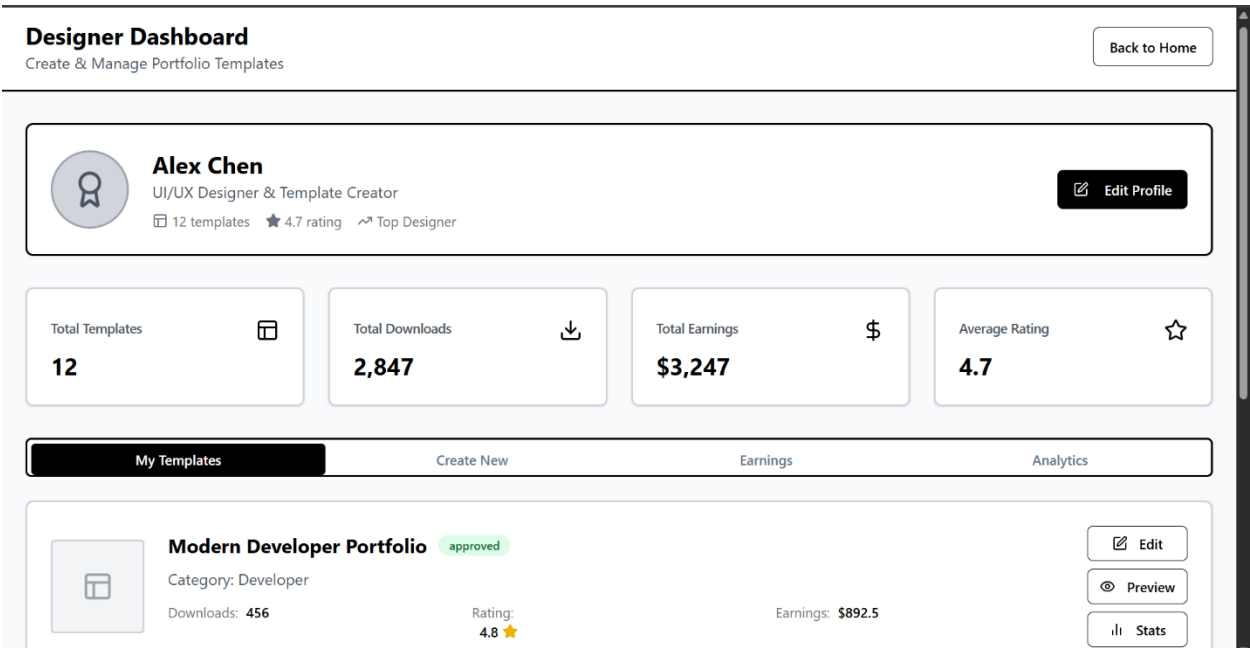 Designer Dashboard
Create & Manage Portfolio Templates
Back to Home
Alex Chen
UI/UX Designer & Template Creator
12 templates 4.7 rating Top Designer
Edit Profile
Total Templates
12
Total Downloads
2,847
Total Earnings
$3,247
Average Rating
4.7
My Templates Create New Earnings Analytics
Modern Developer Portfolio approved
Category: Developer
Downloads: 456
Rating:
4.8
Earnings: $892.5
Edit
Preview
Stats